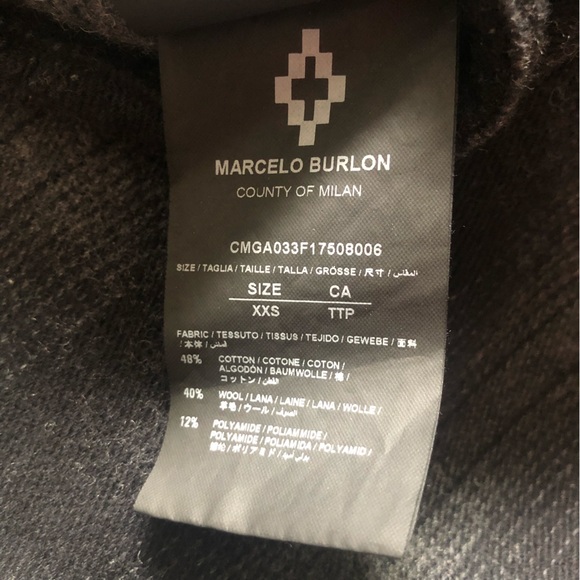 MARCELO BURLON
COUNTY OF MILAN
CMGA033F17508006
SIZE / TAGLIA / TAILLE / TALLA / GRÖSSE / 尺寸 / المقاس
SIZE CA
XXS TTP
FABRIC / TESSUTO / TISSUS / TEJIDO / GEWEBE / 面料
/ 本体 / قماش
48% COTTON / COTONE / COTON /
ALGODÓN / BAUMWOLLE / 棉 /
コットン / القطن
40% WOOL / LANA / LAINE / LANA / WOLLE /
羊毛 / ウール / الصوف
12% POLYAMIDE / POLIAMMIDE /
POLYAMIDE / POLIAMIDA / POLYAMID /
ポリアミド / بولي أميد